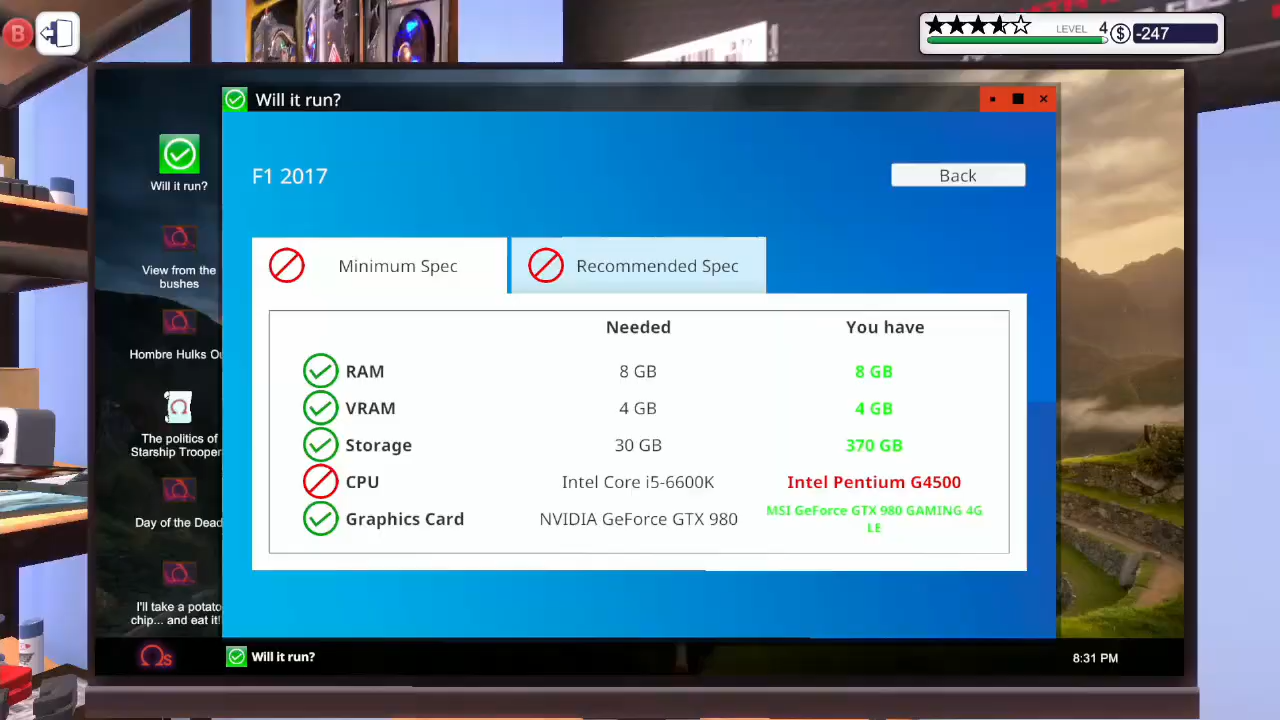 B
LEVEL 4 $ -247
Will it run?
Will it run?
F1 2017
Back
View from the
bushes
Minimum Spec
Recommended Spec
Needed You have
Hombre Hulks Ou
RAM 8 GB 8 GB
VRAM 4 GB 4 GB
The politics of
Starship Trooper
Storage 30 GB 370 GB
CPU Intel Core i5-6600K Intel Pentium G4500
Graphics Card NVIDIA GeForce GTX 980 MSI GeForce GTX 980 GAMING 4G
LE
Day of the Dead
I'll take a potato
chip... and eat it!
Ωs Will it run? 8:31 PM